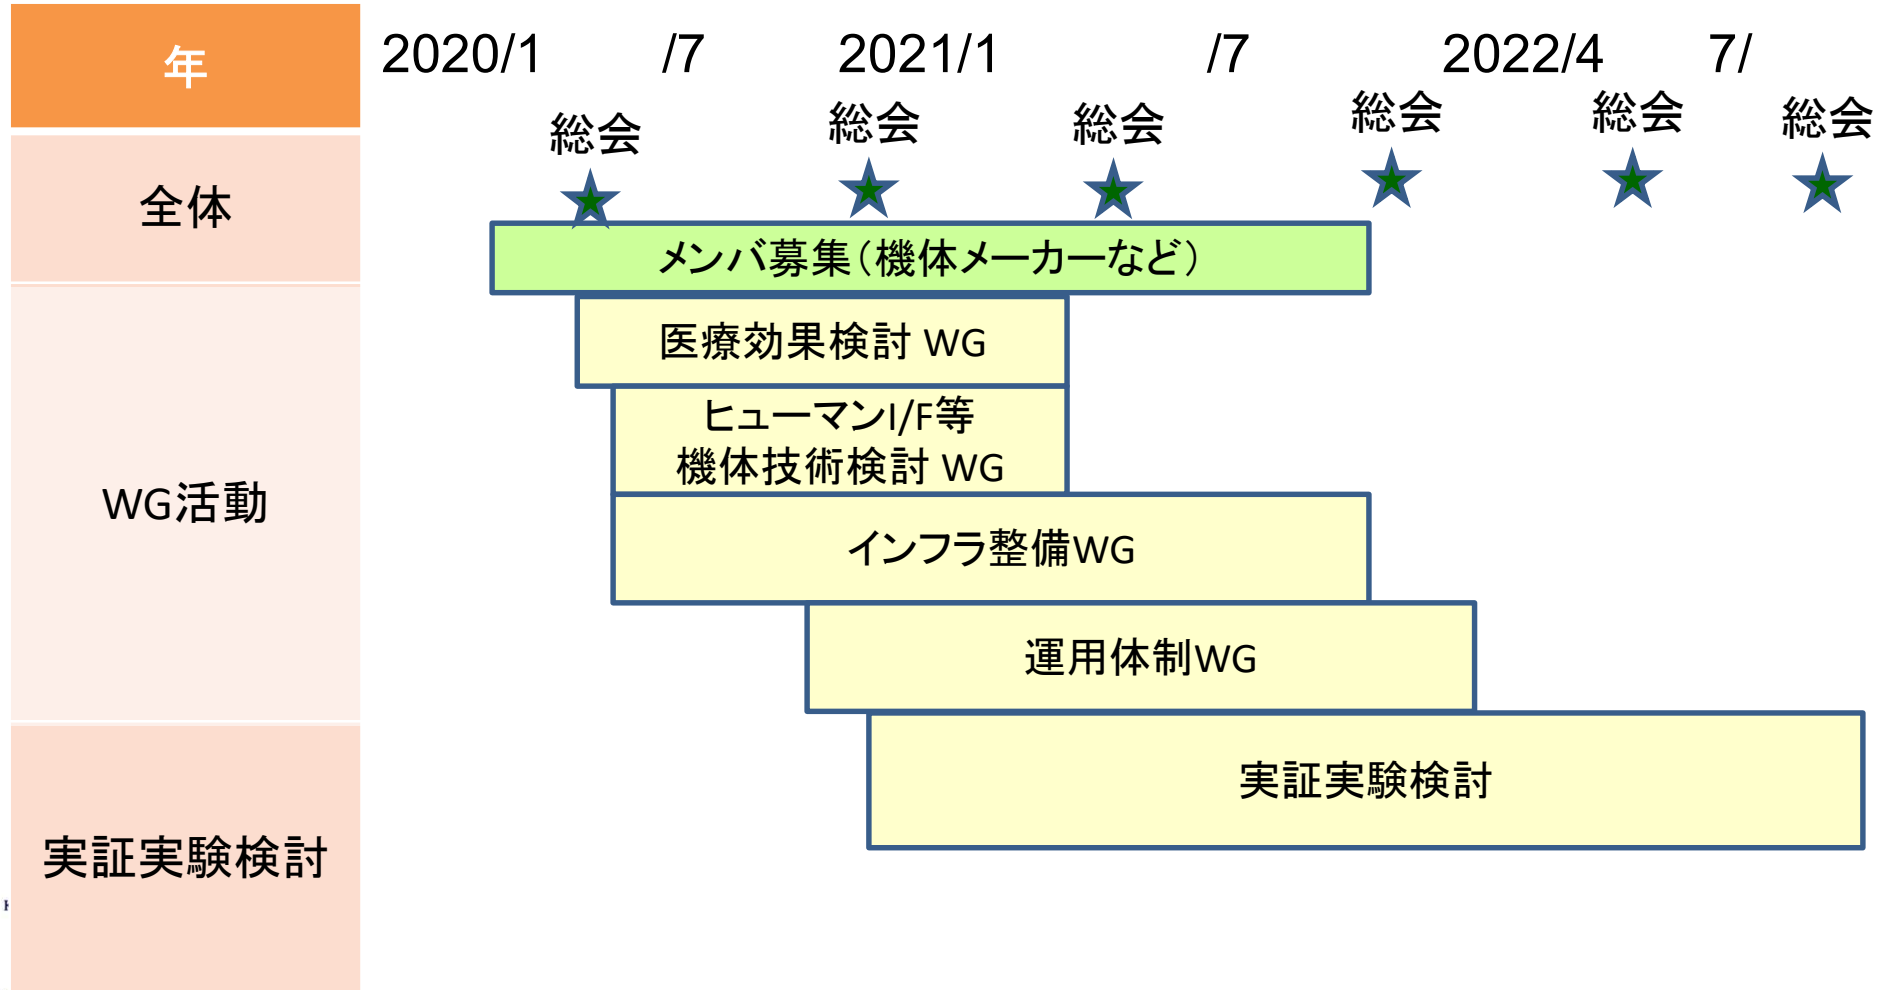 年
2020/1 /7 2021/1 /7 2022/4 7/
総会 総会 総会 総会 総会 総会
全体
メンバ募集（機体メーカーなど）
WG活動
医療効果検討 WG
ヒューマンI/F等
機体技術検討 WG
インフラ整備WG
運用体制WG
実証実験検討
実証実験検討